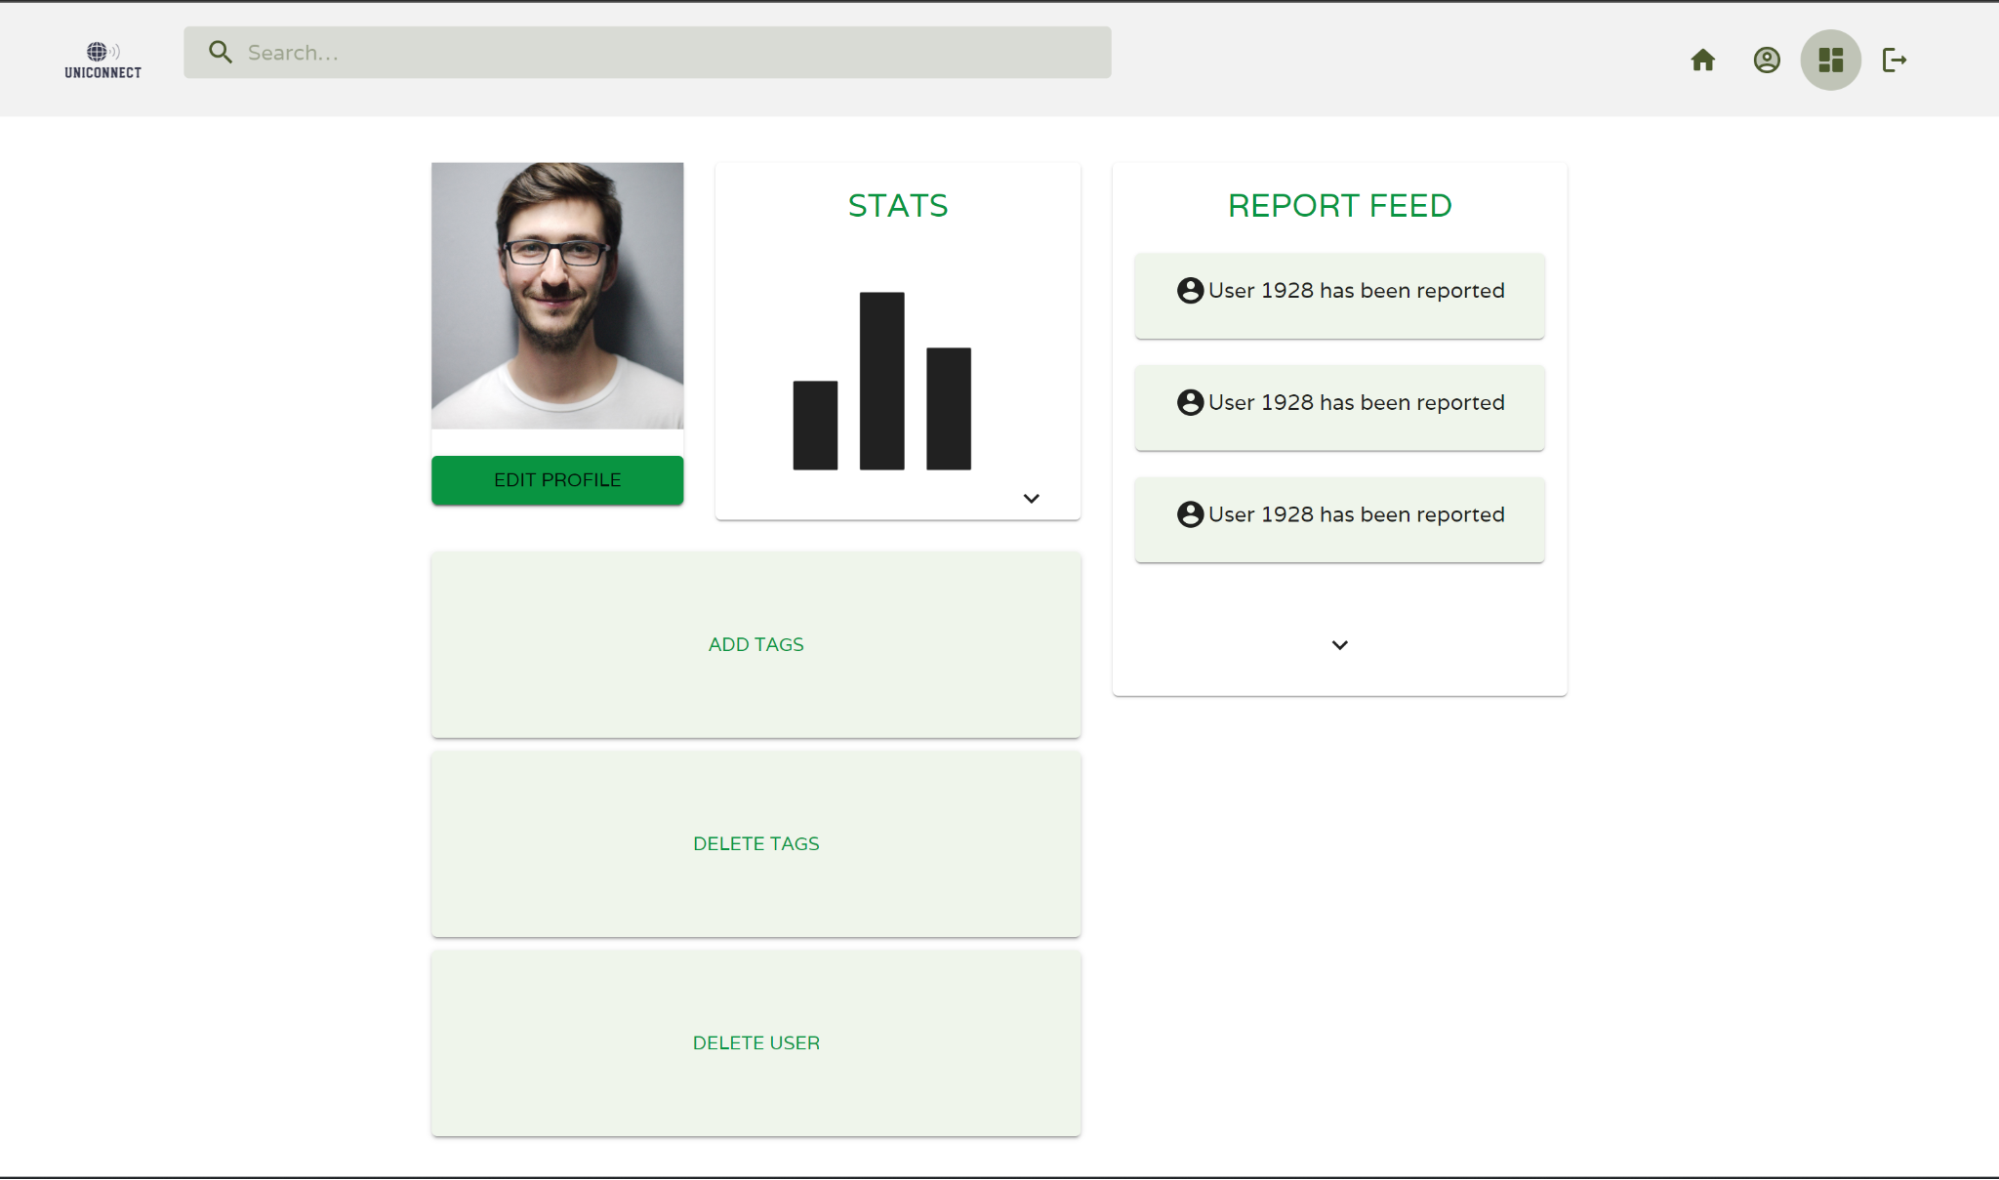 UNICONNECT
Search...
STATS
REPORT FEED
User 1928 has been reported
User 1928 has been reported
User 1928 has been reported
EDIT PROFILE
ADD TAGS
DELETE TAGS
DELETE USER